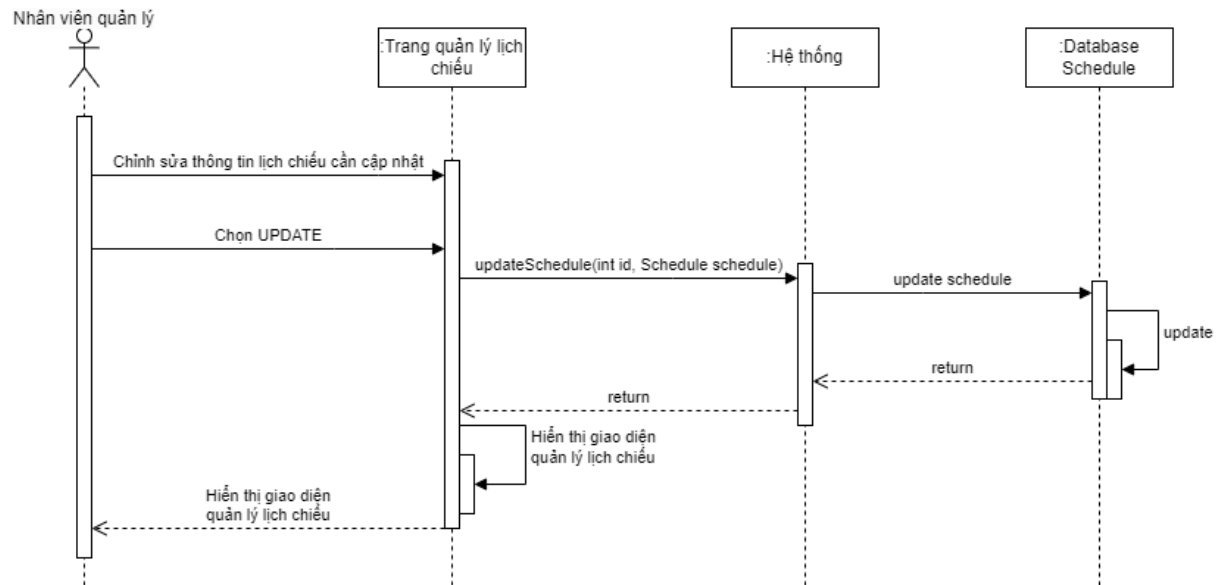 Nhân viên quản lý
:Trang quản lý lịch
chiếu
:Hệ thống
:Database
Schedule
Chỉnh sửa thông tin lịch chiếu cần cập nhật
Chọn UPDATE
updateSchedule(int id, Schedule schedule)
update schedule
update
return
return
Hiển thị giao diện
quản lý lịch chiếu
Hiển thị giao diện
quản lý lịch chiếu